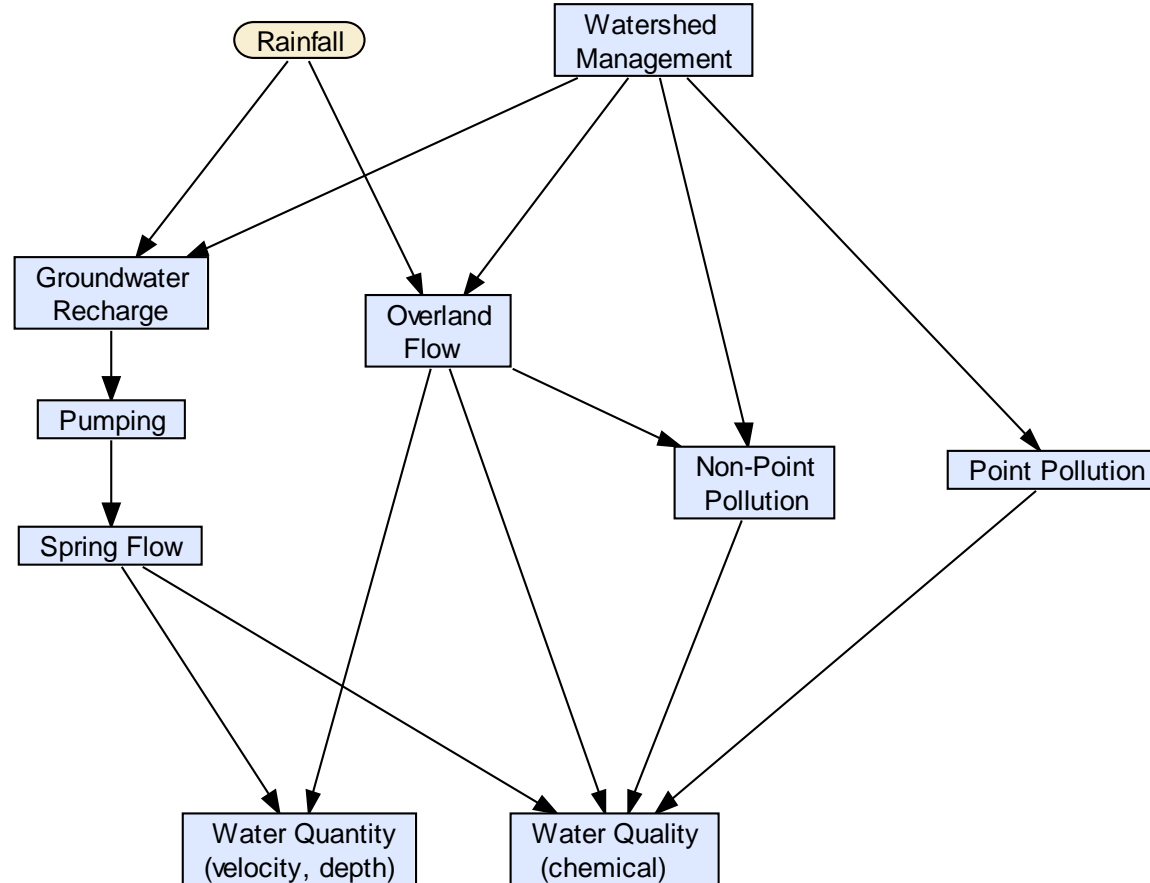 Rainfall
Watershed
Management
Groundwater
Recharge
Overland
Flow
Pumping
Non-Point
Pollution
Point Pollution
Spring Flow
Water Quantity
(velocity, depth)
Water Quality
(chemical)